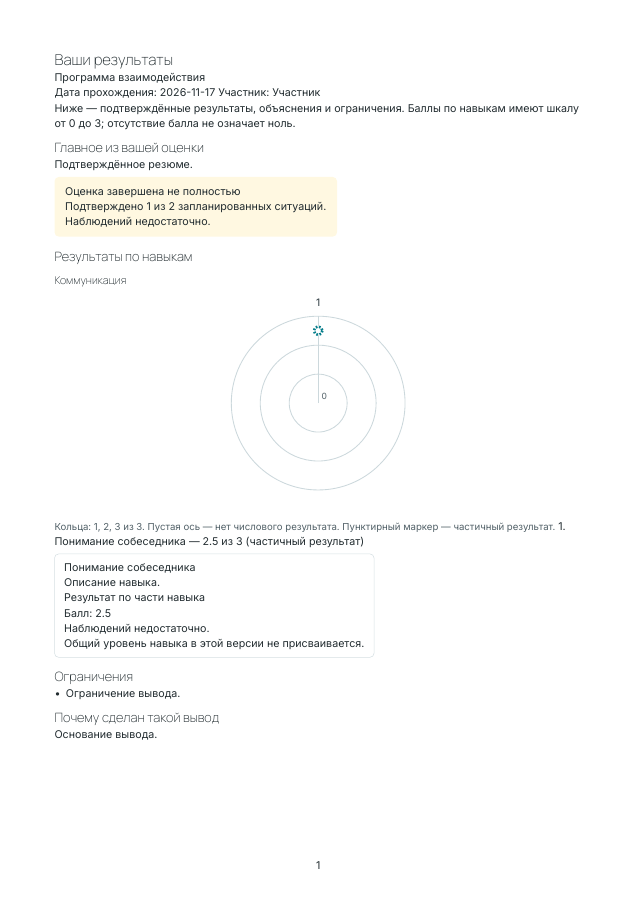 Ваши результаты
Программа взаимодействия
Дата прохождения: 2026-11-17 Участник: Участник
Ниже — подтверждённые результаты, объяснения и ограничения. Баллы по навыкам имеют шкалу
от 0 до 3; отсутствие балла не означает ноль.
Главное из вашей оценки
Подтверждённое резюме.
Оценка завершена не полностью
Подтверждено 1 из 2 запланированных ситуаций.
Наблюдений недостаточно.
Результаты по навыкам
Коммуникация
1
0
Кольца: 1, 2, 3 из 3. Пустая ось — нет числового результата. Пунктирный маркер — частичный результат. 1.
Понимание собеседника — 2.5 из 3 (частичный результат)
Понимание собеседника
Описание навыка.
Результат по части навыка
Балл: 2.5
Наблюдений недостаточно.
Общий уровень навыка в этой версии не присваивается.
Ограничения
• Ограничение вывода.
Почему сделан такой вывод
Основание вывода.
1